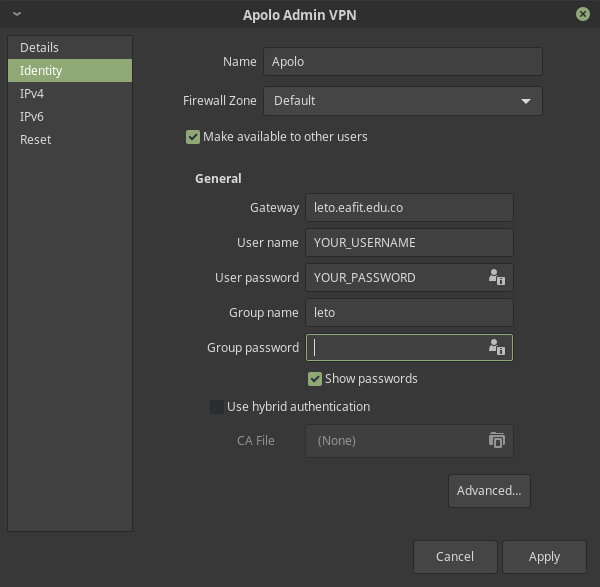 Apolo Admin VPN
Details
Identity
IPv4
IPv6
Reset
Name Apolo
Firewall Zone Default
Make available to other users
General
Gateway leto.eafit.edu.co
User name YOUR_USERNAME
User password YOUR_PASSWORD
Group name leto
Group password
Show passwords
Use hybrid authentication
CA File (None)
Advanced...
Cancel Apply